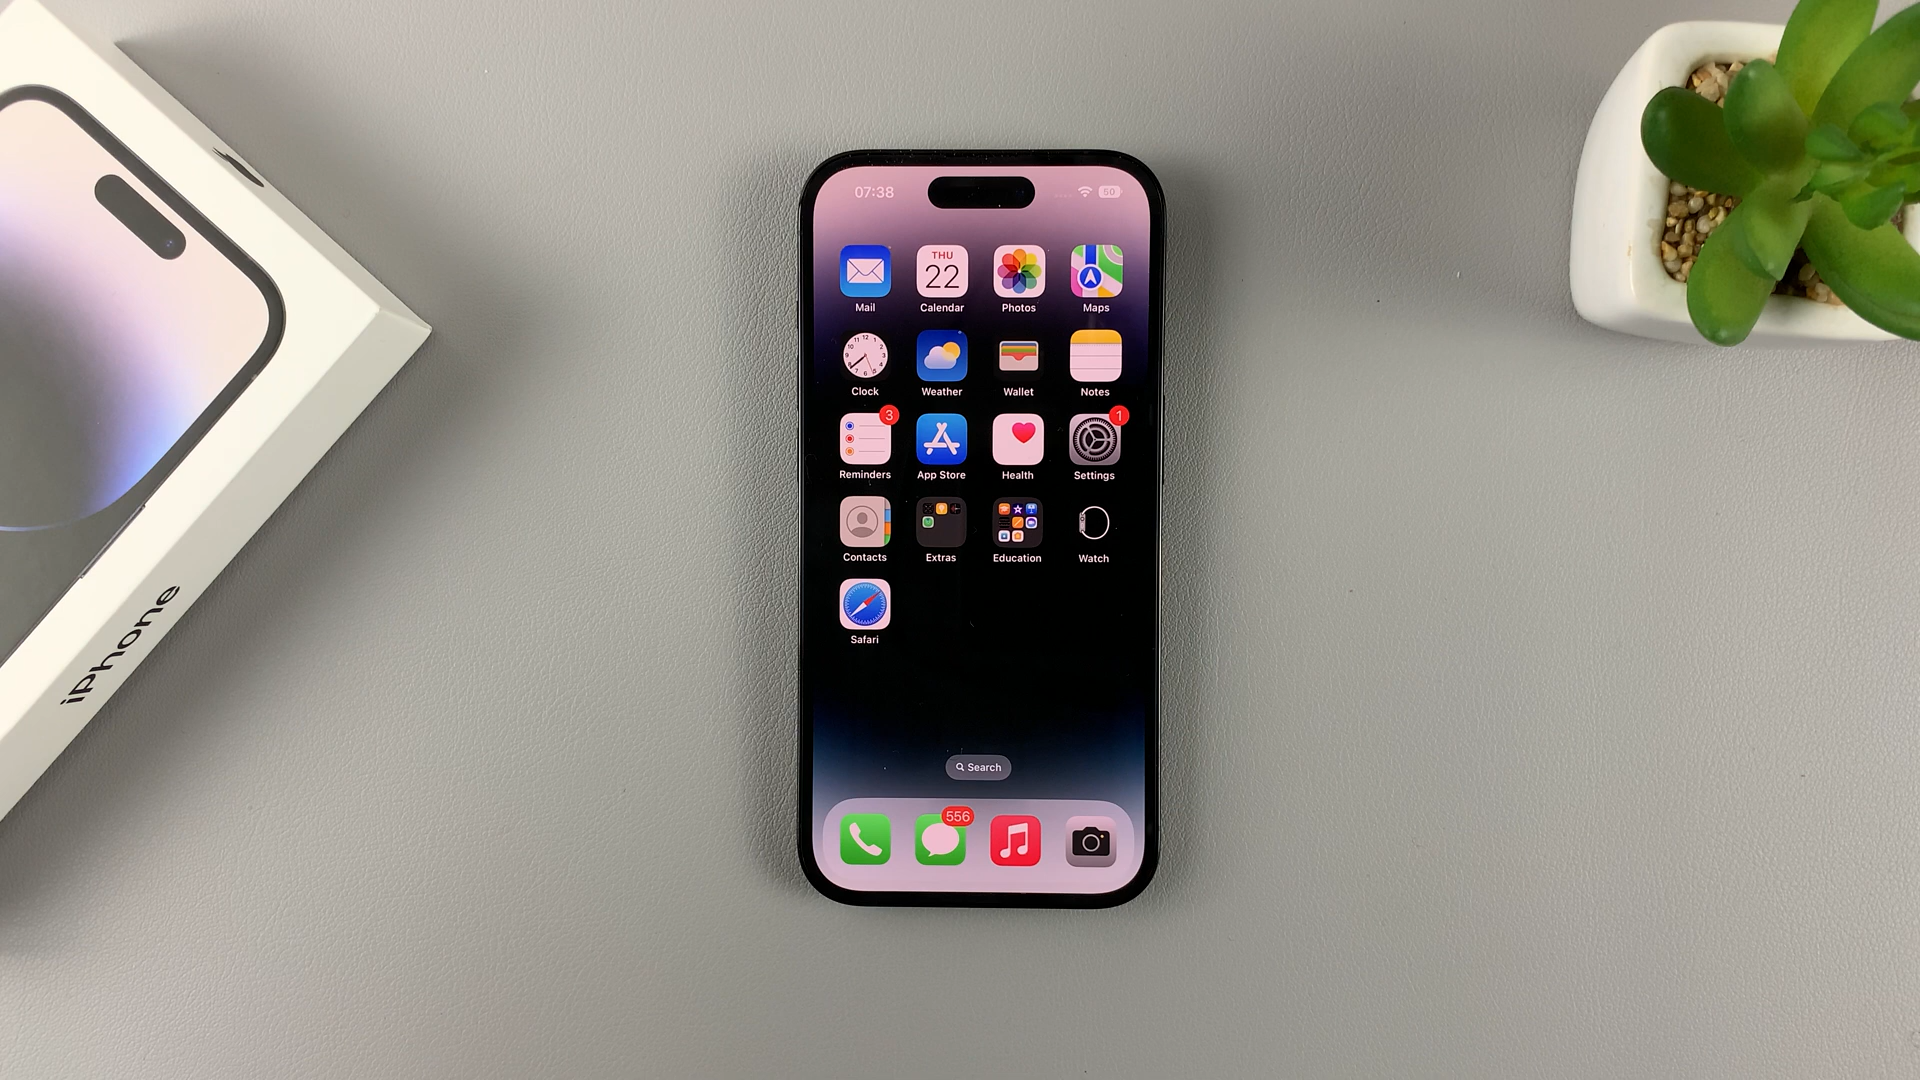 07:38
50
THU
22
Mail
Calendar
Photos
Maps
Clock
Weather
Wallet
Notes
3
1
Reminders
App Store
Health
Settings
Contacts
Extras
Education
Watch
Safari
Search
556
iPhone